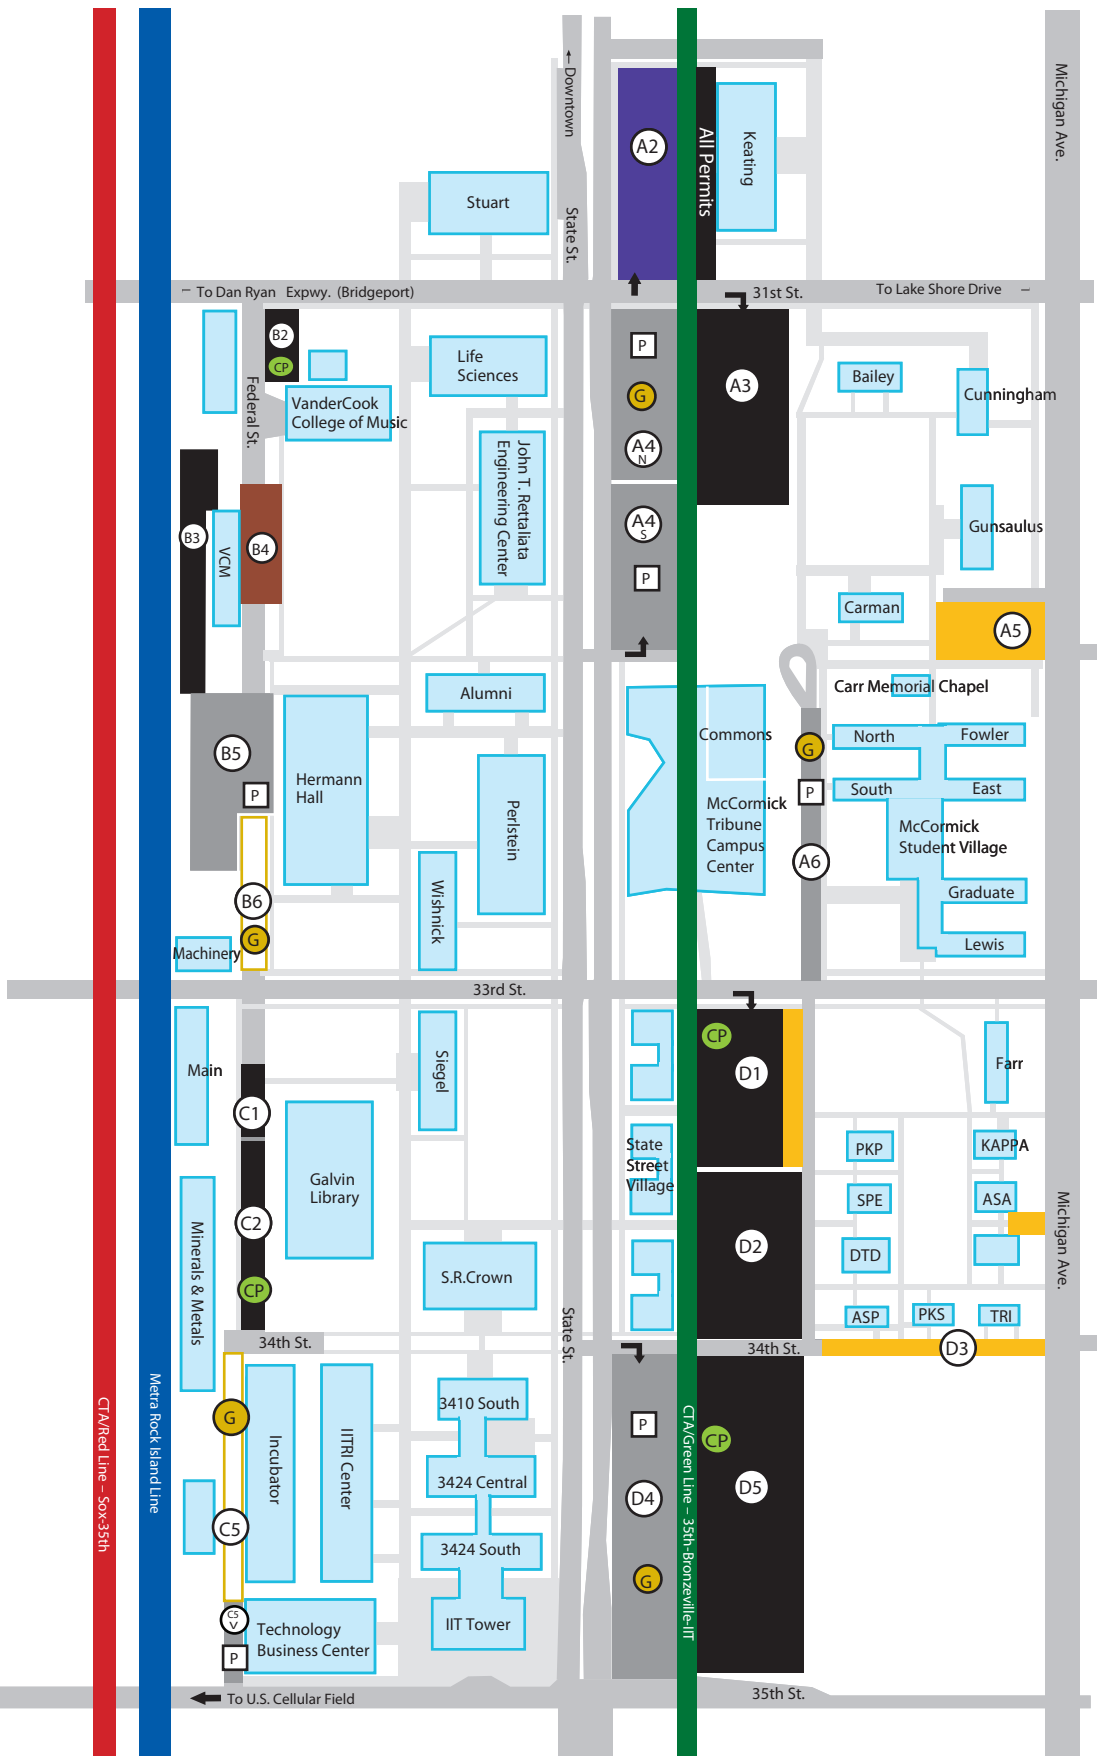 ← Downtown
Michigan Ave.
A2
All Permits
Keating
Stuart
State St.
– To Dan Ryan Expwy. (Bridgeport)
31st St.
To Lake Shore Drive –
B2
CP
Federal St.
VanderCook
College of Music
Life
Sciences
P
G
A4
N
A3
Bailey
Cunningham
John T. Rettaliata
Engineering Center
A4
S
P
Gunsaulus
B3
VCM
B4
Carman
A5
Carr Memorial Chapel
Alumni
B5
P
Hermann
Hall
Perlstein
Commons
McCormick
Tribune
Campus
Center
G
P
A6
North
Fowler
South
East
McCormick
Student Village
Graduate
Lewis
B6
G
Machinery
Wishnick
33rd St.
Main
C1
Siegel
CP
D1
Farr
Galvin
Library
State
Street
Village
PKP
KAPPA
SPE
ASA
Minerals & Metals
C2
CP
S.R.Crown
D2
DTD
Michigan Ave.
ASP
PKS
TRI
34th St.
State St.
34th St.
D3
CTA/Red Line – Sox-35th
Metra Rock Island Line
G
C5
Incubator
IITRI Center
3410 South
3424 Central
3424 South
IIT Tower
P
D4
G
CTA/Green Line – 35th-Bronzeville-IIT
CP
D5
C5
V
P
Technology
Business Center
To U.S. Cellular Field
35th St.